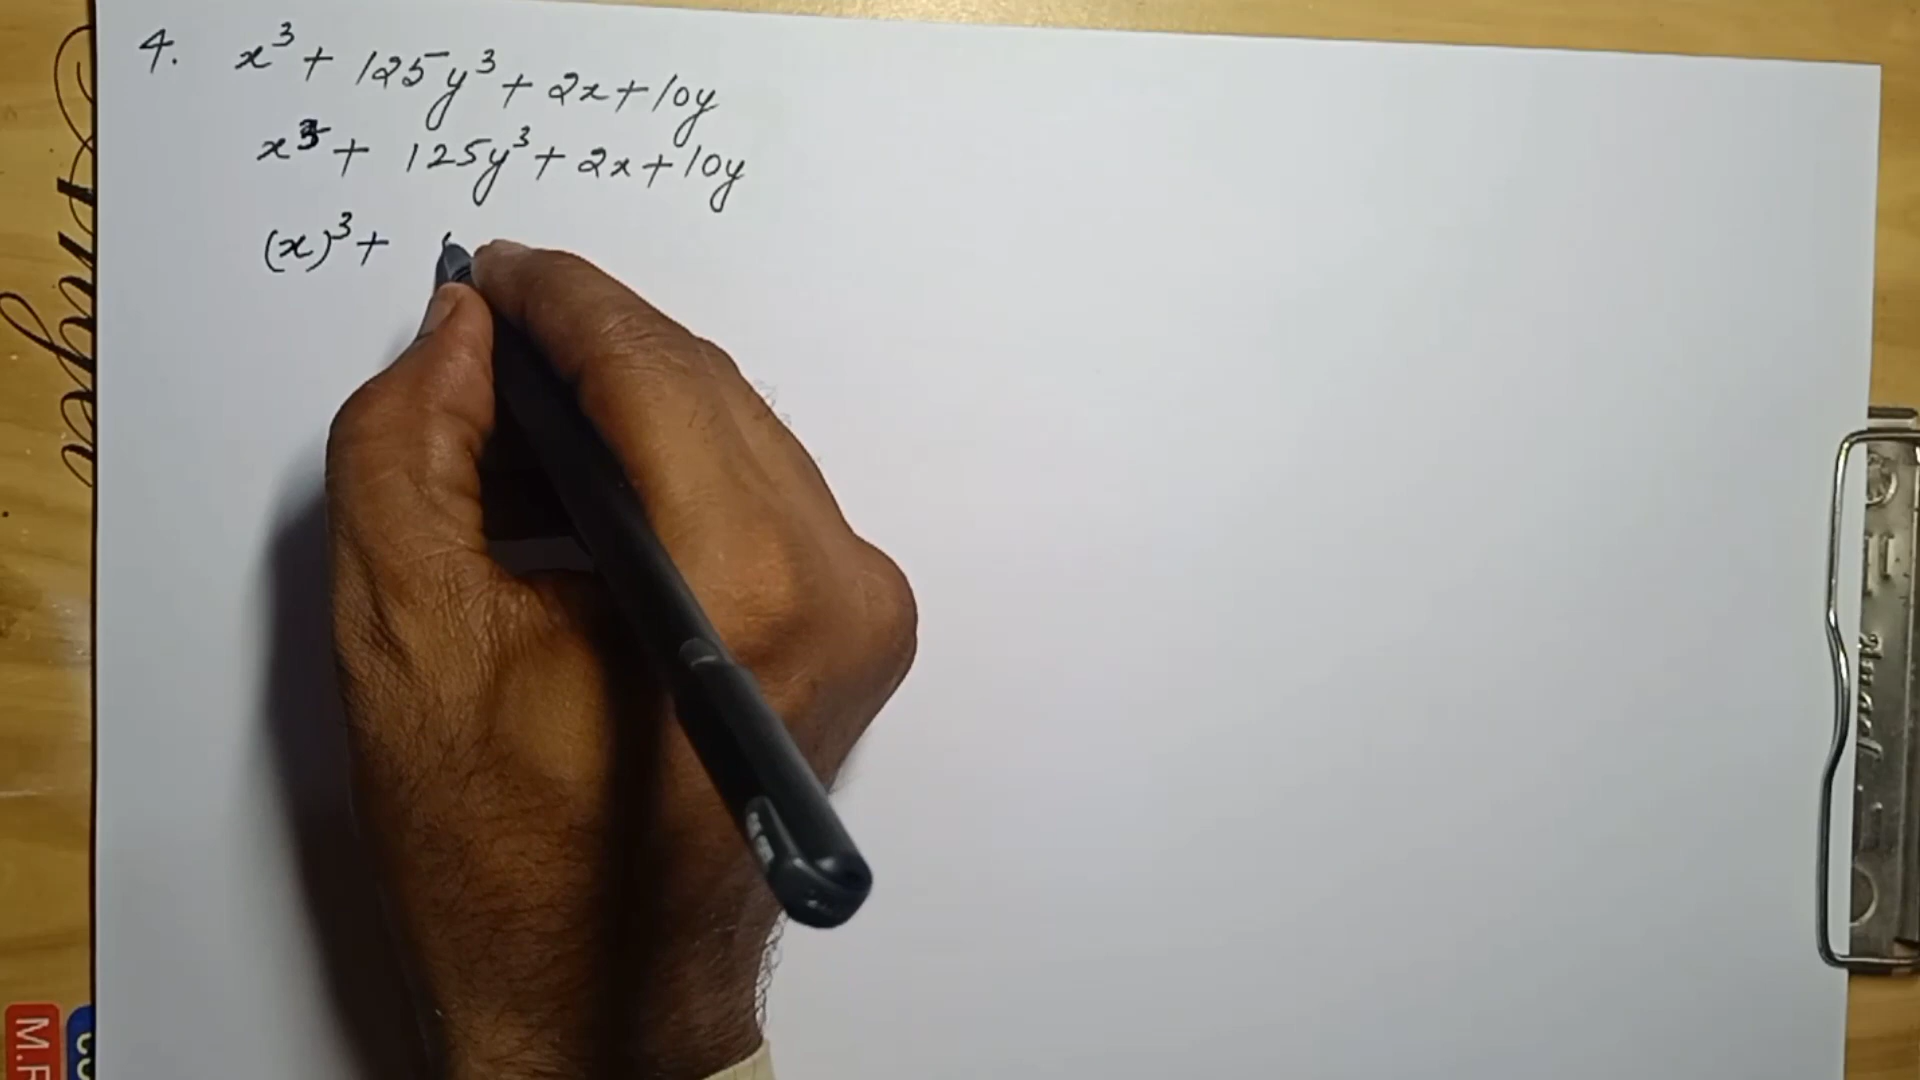 4. x³ + 125y³ + 2x + 10y
x³ + 125y³ + 2x + 10y
(x)³ + (
M.R